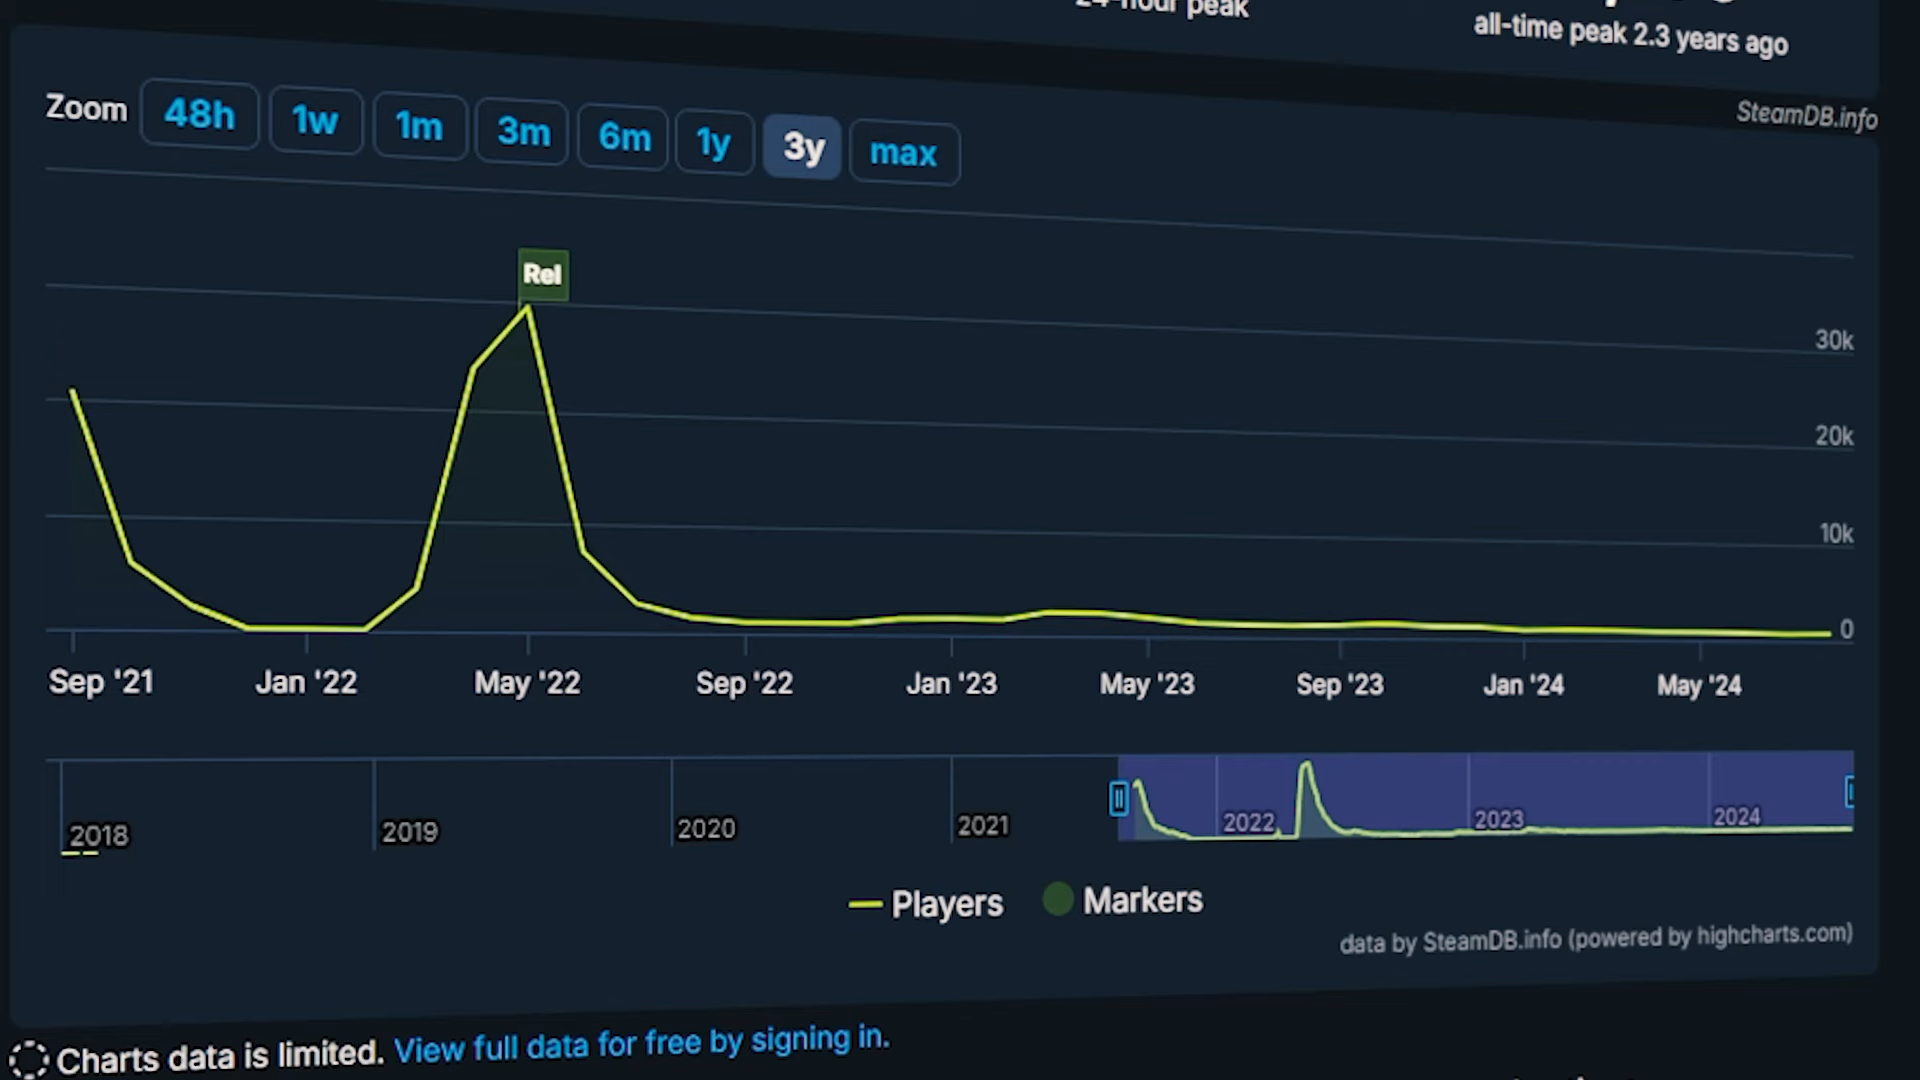 24-hour peak
all-time peak 2.3 years ago
SteamDB.info
Zoom 48h 1w 1m 3m 6m 1y 3y max
Rel
30k
20k
10k
0
Sep '21 Jan '22 May '22 Sep '22 Jan '23 May '23 Sep '23 Jan '24 May '24
2018 2019 2020 2021 2022 2023 2024
Players Markers
data by SteamDB.info (powered by highcharts.com)
Charts data is limited. View full data for free by signing in.